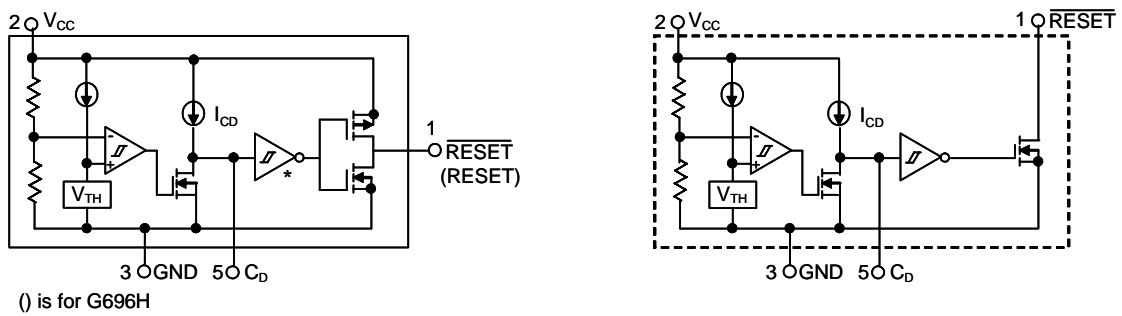 2 VCC
ICD
- 
+
VTH
*
1
RESET
(RESET)
3 GND 5 CD
() is for G696H
2 VCC
1 RESET
ICD
-
+
VTH
3 GND 5 CD